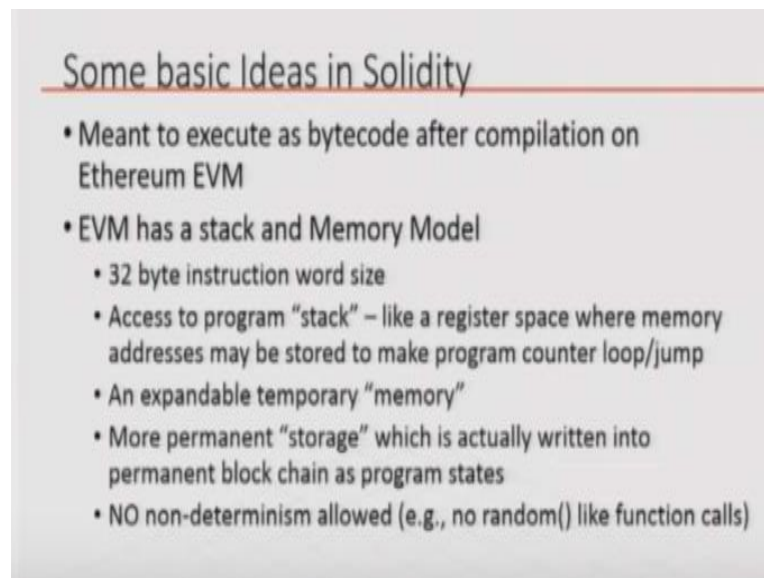 Some basic Ideas in Solidity
• Meant to execute as bytecode after compilation on
Ethereum EVM
• EVM has a stack and Memory Model
• 32 byte instruction word size
• Access to program “stack” – like a register space where memory
addresses may be stored to make program counter loop/jump
• An expandable temporary “memory”
• More permanent “storage” which is actually written into
permanent block chain as program states
• NO non-determinism allowed (e.g., no random() like function calls)